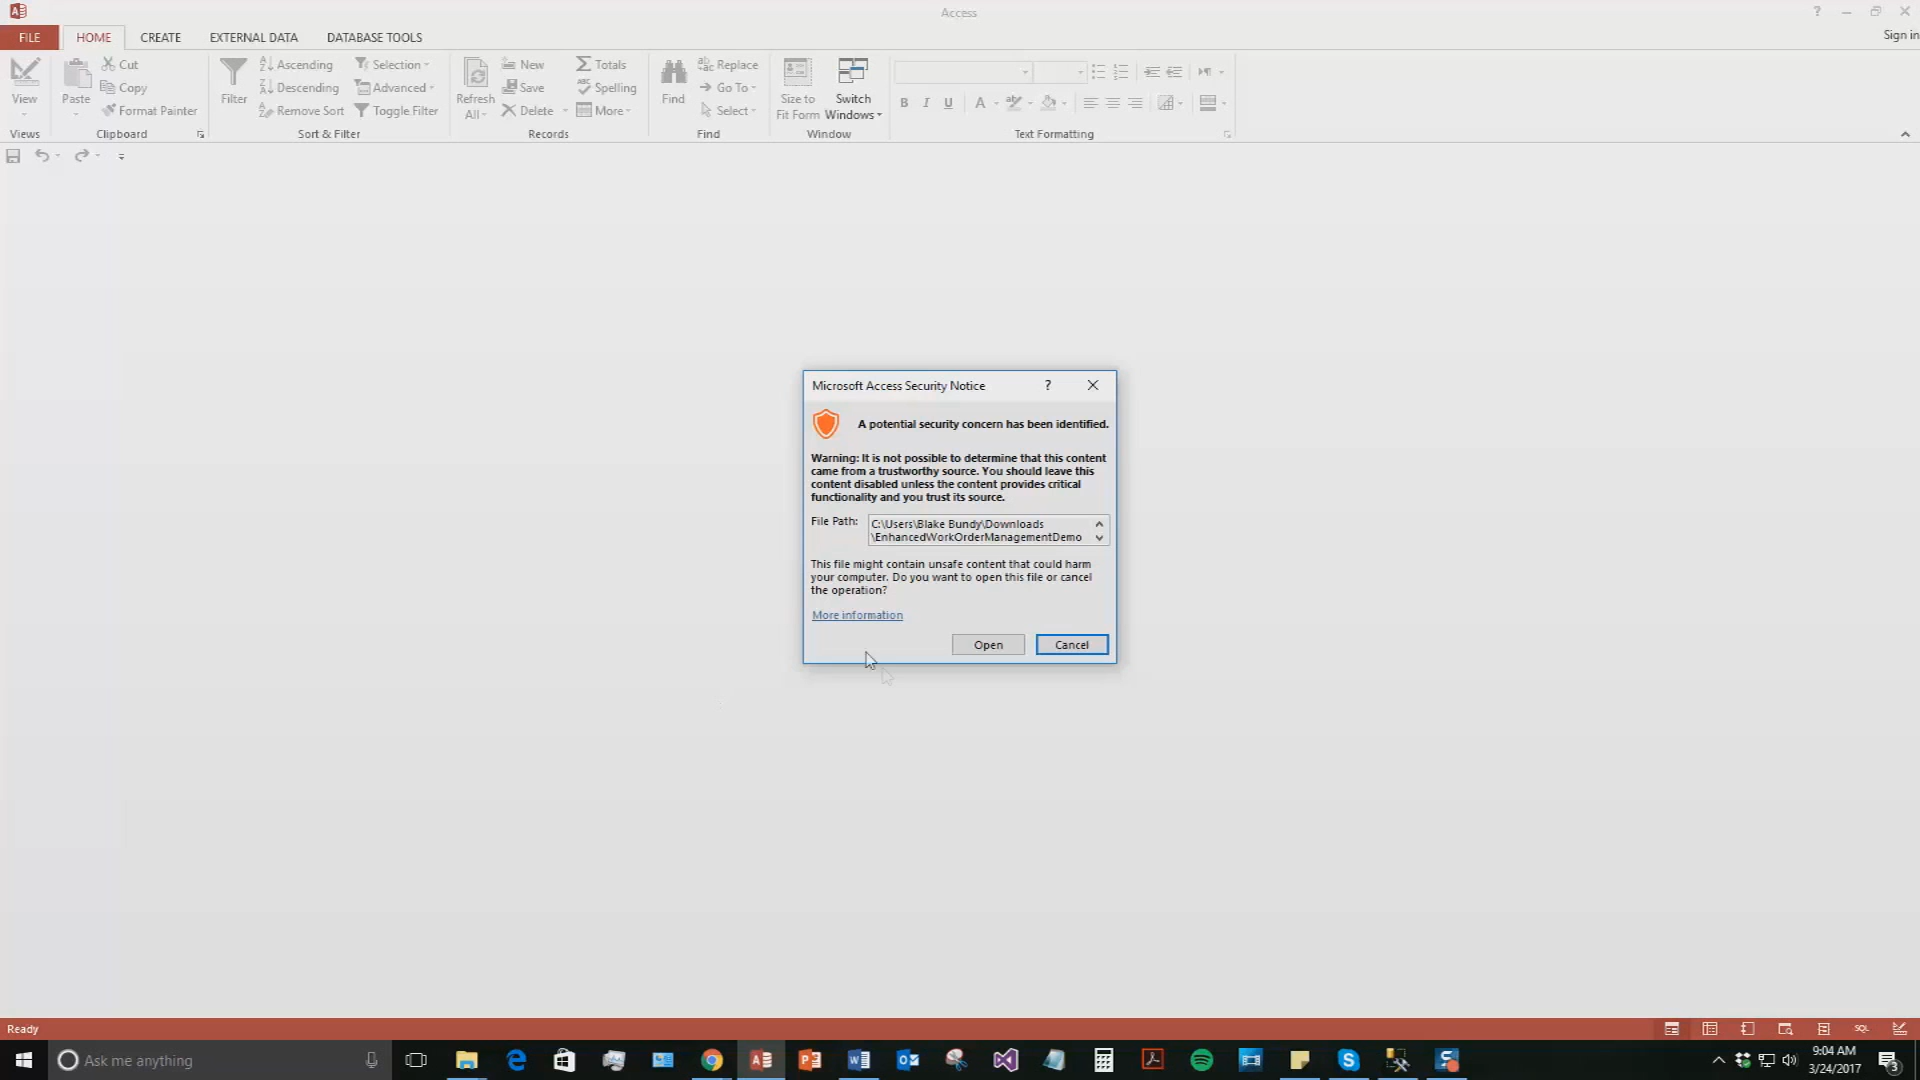 Access
Sign in
FILE
HOME
CREATE
EXTERNAL DATA
DATABASE TOOLS
View
Views
Paste
Cut
Copy
Format Painter
Clipboard
Filter
Ascending
Descending
Remove Sort
Selection
Advanced
Toggle Filter
Sort & Filter
Refresh
All
New
Save
Delete
Totals
Spelling
More
Records
Find
Replace
Go To
Select
Find
Size to
Fit Form
Switch
Windows
Window
B I U A
Text Formatting
Microsoft Access Security Notice
A potential security concern has been identified.
Warning: It is not possible to determine that this content
came from a trustworthy source. You should leave this
content disabled unless the content provides critical
functionality and you trust its source.
File Path:
C:\Users\Blake Bundy\Downloads
\EnhancedWorkOrderManagementDemo
This file might contain unsafe content that could harm
your computer. Do you want to open this file or cancel
the operation?
More information
Open
Cancel
Ready
SQL
Ask me anything
9:04 AM
3/24/2017
3